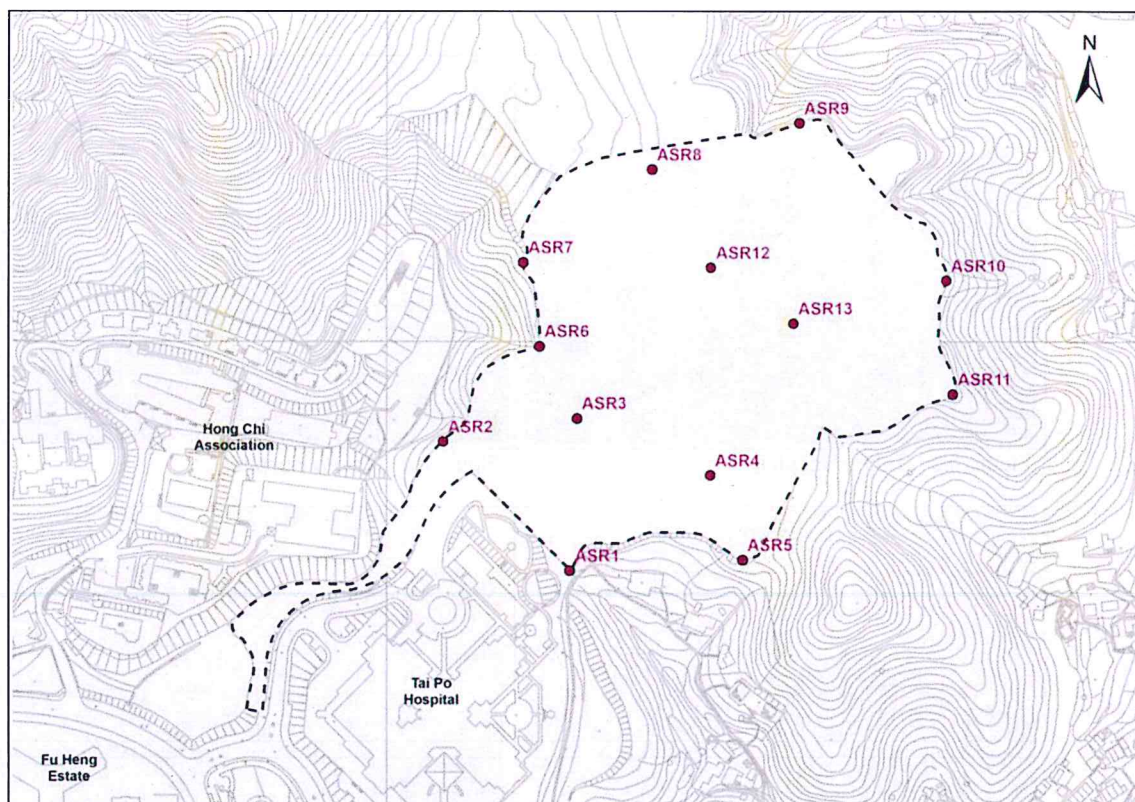 N
ASR9
ASR8
ASR7
ASR12
ASR10
ASR13
ASR6
ASR11
ASR3
ASR2
Hong Chi
Association
ASR4
ASR5
ASR1
Tai Po
Hospital
Fu Heng
Estate